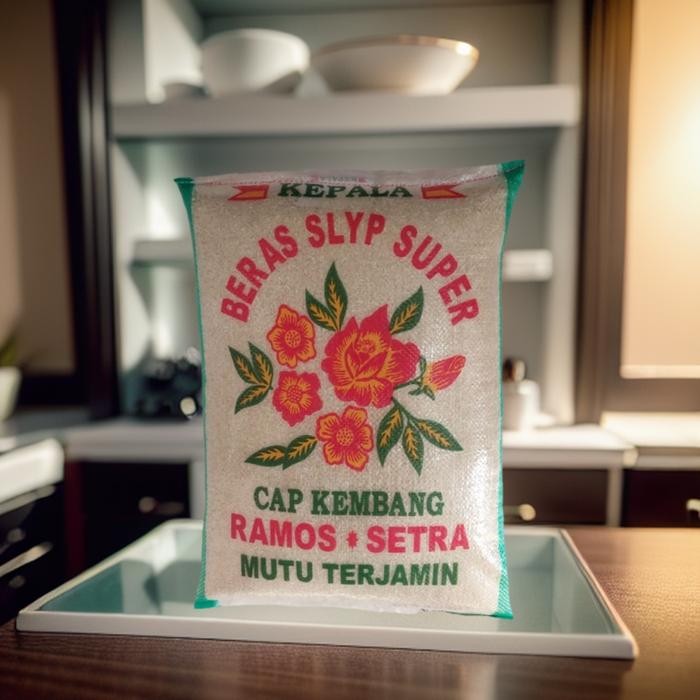 KEPALA
BERAS SLYP SUPER
CAP KEMBANG
RAMOS * SETRA
MUTU TERJAMIN